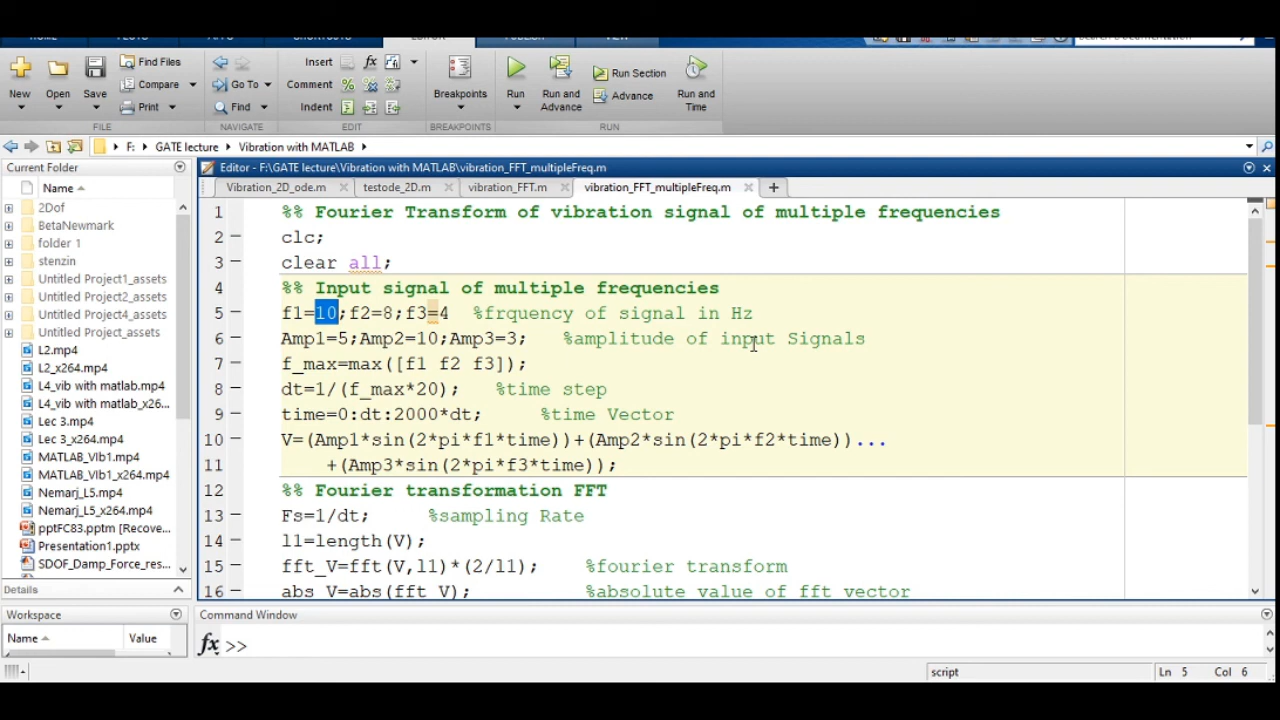 HOME PLOTS APPS SHORTCUTS EDITOR PUBLISH VIEW
Insert fx
Find Files
Compare
Print
Go To
Find
Comment %
Indent
New Open Save
Breakpoints
Run
Run and Advance
Run Section
Advance
Run and Time
FILE NAVIGATE EDIT BREAKPOINTS RUN
F: GATE lecture Vibration with MATLAB
Current Folder
Name
2Dof
BetaNewmark
folder 1
stenzin
Untitled Project1_assets
Untitled Project2_assets
Untitled Project4_assets
Untitled Project_assets
L2.mp4
L2_x264.mp4
L4_vib with matlab.mp4
L4_vib with matlab_x26...
Lec 3.mp4
Lec 3_x264.mp4
MATLAB_VIb1.mp4
MATLAB_VIb1_x264.mp4
Nemarj_L5.mp4
Nemarj_L5_x264.mp4
pptFC83.pptm [Recove...
Presentation1.pptx
SDOF_Damp_Force_res...
Details
Workspace
Name Value
Editor - F:\GATE lecture\Vibration with MATLAB\vibration_FFT_multipleFreq.m
Vibration_2D_ode.m testode_2D.m vibration_FFT.m vibration_FFT_multipleFreq.m +
1 %% Fourier Transform of vibration signal of multiple frequencies
2 clc;
3 clear all;
4 %% Input signal of multiple frequencies
5 f1=10;f2=8;f3=4 %frquency of signal in Hz
6 Amp1=5;Amp2=10;Amp3=3; %amplitude of input Signals
7 f_max=max([f1 f2 f3]);
8 dt=1/(f_max*20); %time step
9 time=0:dt:2000*dt; %time Vector
10 V=(Amp1*sin(2*pi*f1*time))+(Amp2*sin(2*pi*f2*time))...
11 +(Amp3*sin(2*pi*f3*time));
12 %% Fourier transformation FFT
13 Fs=1/dt; %sampling Rate
14 l1=length(V);
15 fft_V=fft(V,l1)*(2/l1); %fourier transform
16 abs_V=abs(fft_V); %absolute value of fft vector
Command Window
fx >>
script Ln 5 Col 6